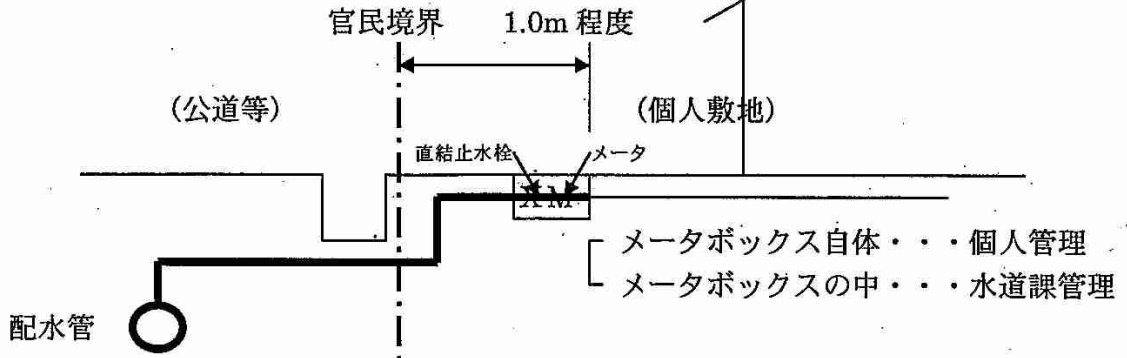 官民境界 1.0m 程度
(公道等) (個人敷地)
直結止水栓 メータ
X M
メータボックス自体・・・個人管理
メータボックスの中・・・水道課管理
配水管